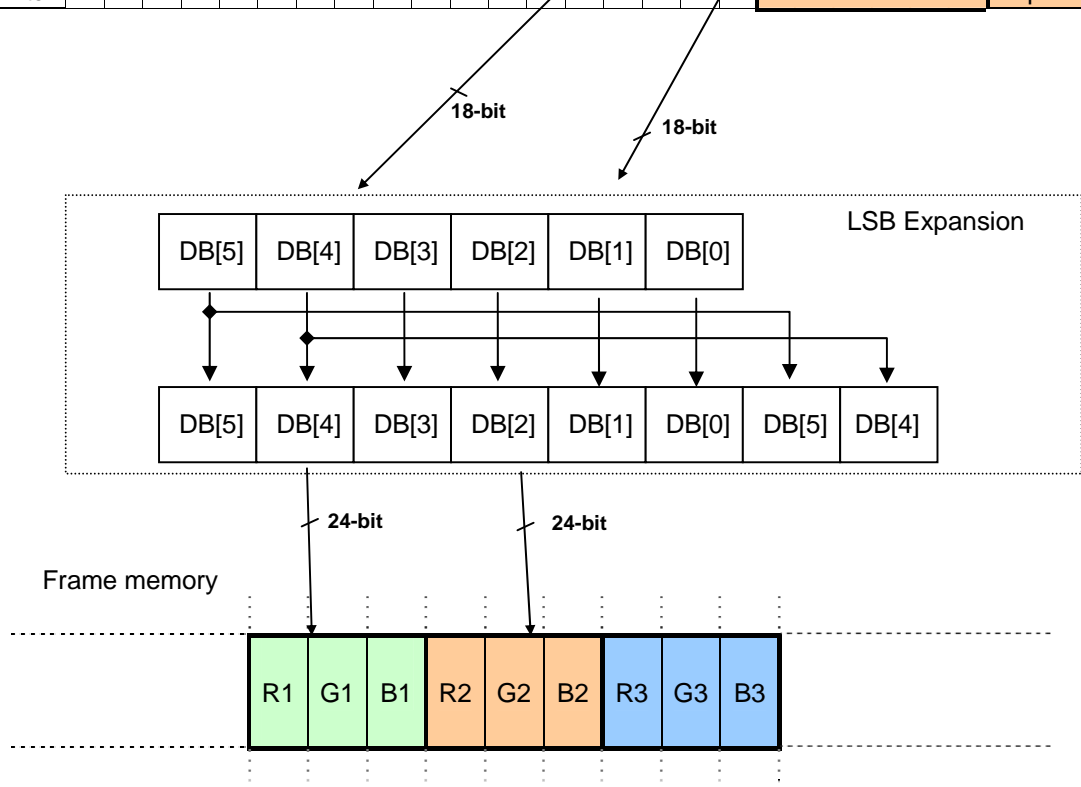 18-bit
18-bit
LSB Expansion
DB[5] DB[4] DB[3] DB[2] DB[1] DB[0]
DB[5] DB[4] DB[3] DB[2] DB[1] DB[0] DB[5] DB[4]
24-bit 24-bit
Frame memory
R1 G1 B1 R2 G2 B2 R3 G3 B3